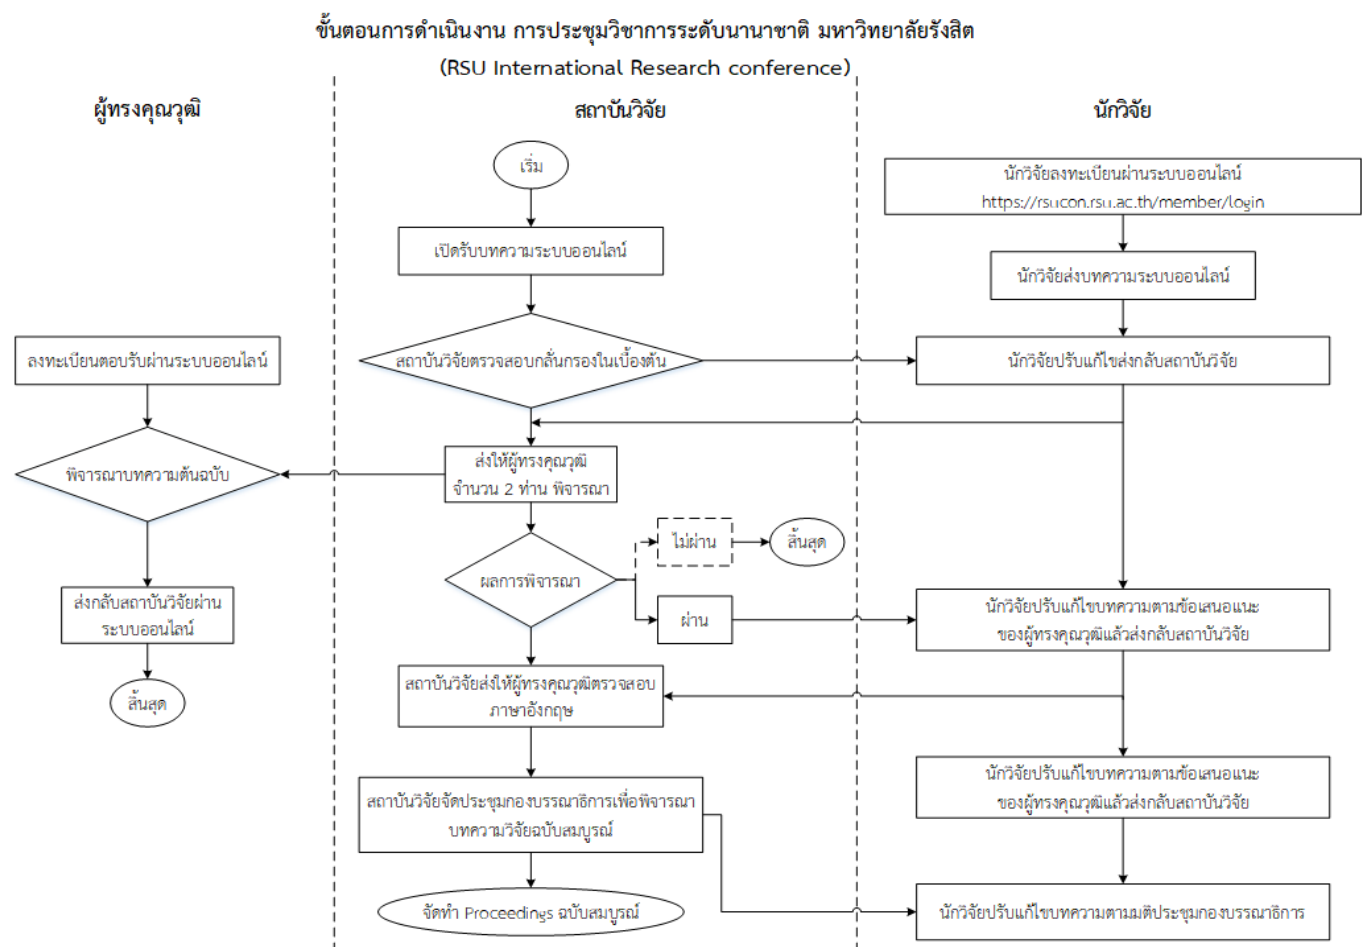 ขั้นตอนการดำเนินงาน การประชุมวิชาการระดับนานาชาติ มหาวิทยาลัยรังสิต
(RSU International Research conference)
ผู้ทรงคุณวุฒิ
สถาบันวิจัย
นักวิจัย
เริ่ม
นักวิจัยลงทะเบียนผ่านระบบออนไลน์
https://rsucon.rsu.ac.th/member/login
เปิดรับบทความระบบออนไลน์
นักวิจัยส่งบทความระบบออนไลน์
ลงทะเบียนตอบรับผ่านระบบออนไลน์
สถาบันวิจัยตรวจสอบกลั่นกรองในเบื้องต้น
นักวิจัยปรับแก้ไขส่งกลับสถาบันวิจัย
พิจารณาบทความต้นฉบับ
ส่งให้ผู้ทรงคุณวุฒิ
จำนวน 2 ท่าน พิจารณา
ไม่ผ่าน
สิ้นสุด
ผลการพิจารณา
ผ่าน
ส่งกลับสถาบันวิจัยผ่าน
ระบบออนไลน์
นักวิจัยปรับแก้ไขบทความตามข้อเสนอแนะ
ของผู้ทรงคุณวุฒิแล้วส่งกลับสถาบันวิจัย
สิ้นสุด
สถาบันวิจัยส่งให้ผู้ทรงคุณวุฒิตรวจสอบ
ภาษาอังกฤษ
นักวิจัยปรับแก้ไขบทความตามข้อเสนอแนะ
ของผู้ทรงคุณวุฒิแล้วส่งกลับสถาบันวิจัย
สถาบันวิจัยจัดประชุมกองบรรณาธิการเพื่อพิจารณา
บทความวิจัยฉบับสมบูรณ์
จัดทำ Proceedings ฉบับสมบูรณ์
นักวิจัยปรับแก้ไขบทความตามมติประชุมกองบรรณาธิการ